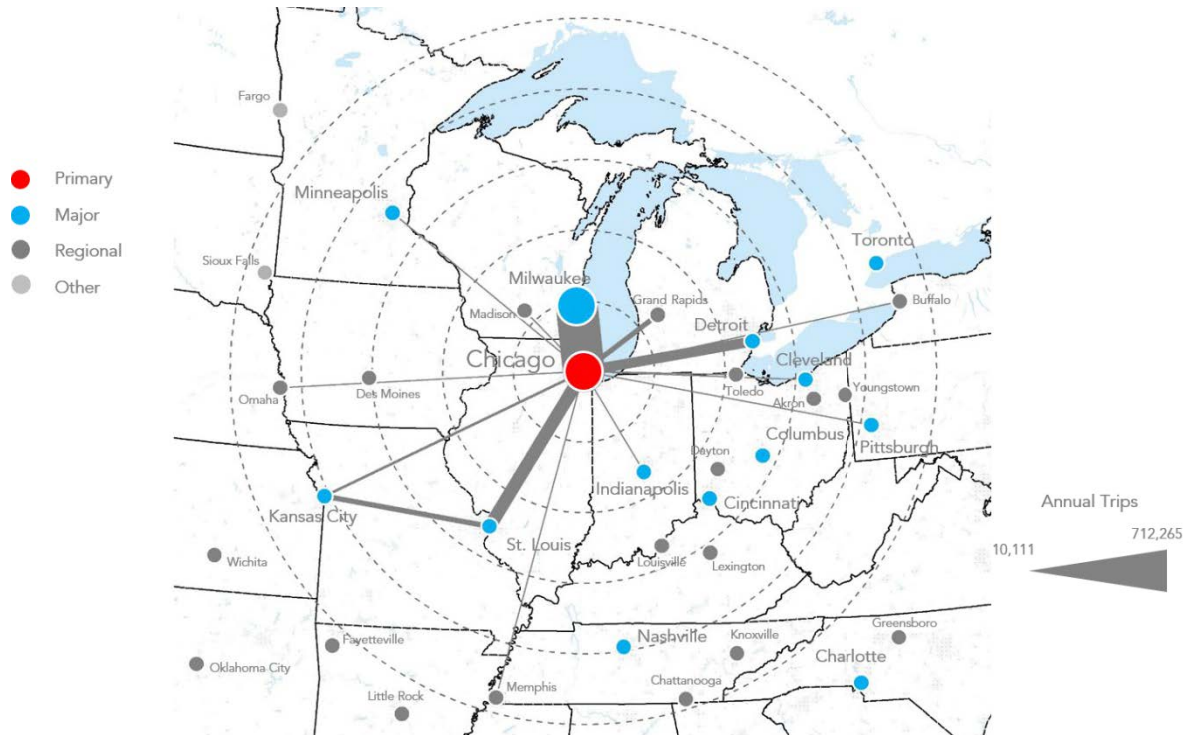 Primary
Major
Regional
Other
Fargo
Minneapolis
Sioux Falls
Toronto
Milwaukee
Madison
Grand Rapids
Buffalo
Detroit
Chicago
Cleveland
Omaha
Des Moines
Toledo
Akron
Youngstown
Columbus
Pittsburgh
Dayton
Indianapolis
Cincinnati
Kansas City
St. Louis
Annual Trips
10,111
712,265
Wichita
Louisville
Lexington
Fayetteville
Nashville
Knoxville
Greensboro
Oklahoma City
Charlotte
Little Rock
Memphis
Chattanooga